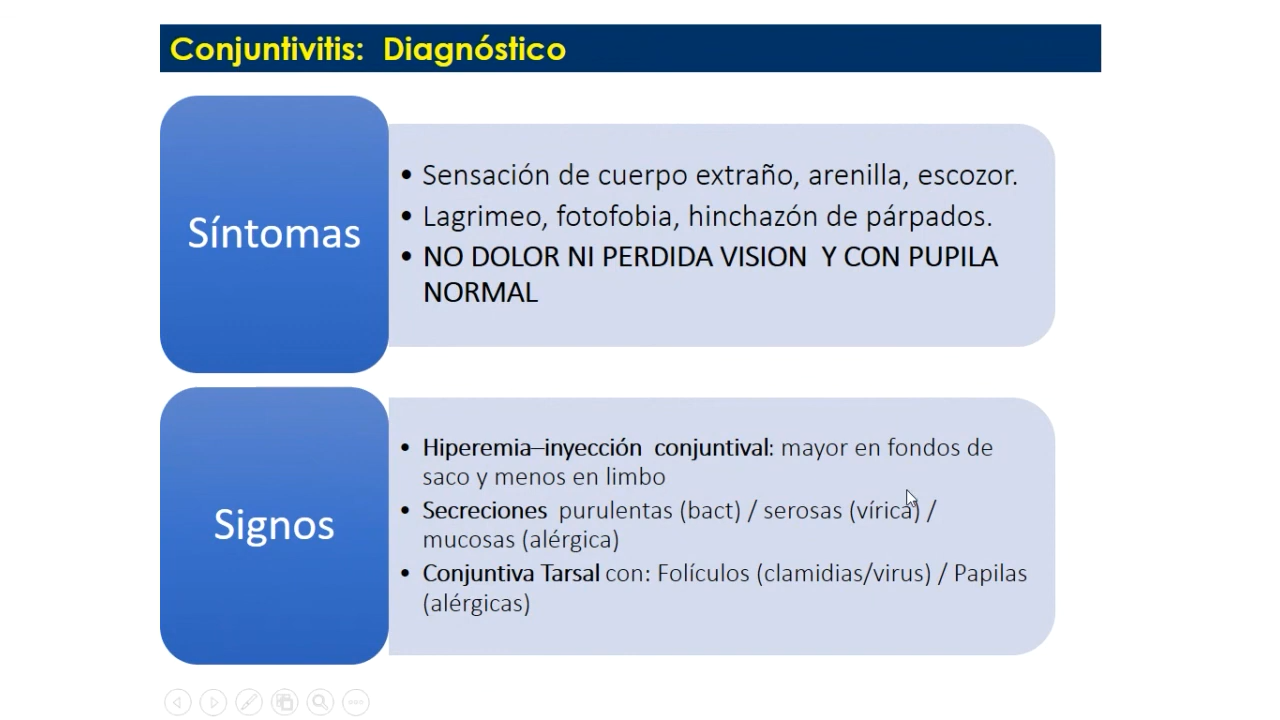 Conjuntivitis: Diagnóstico
Síntomas
• Sensación de cuerpo extraño, arenilla, escozor.
• Lagrimeo, fotofobia, hinchazón de párpados.
• NO DOLOR NI PERDIDA VISION Y CON PUPILA
NORMAL
Signos
• Hiperemia–inyección conjuntival: mayor en fondos de
saco y menos en limbo
• Secreciones purulentas (bact) / serosas (vírica) /
mucosas (alérgica)
• Conjuntiva Tarsal con: Folículos (clamidias/virus) / Papilas
(alérgicas)